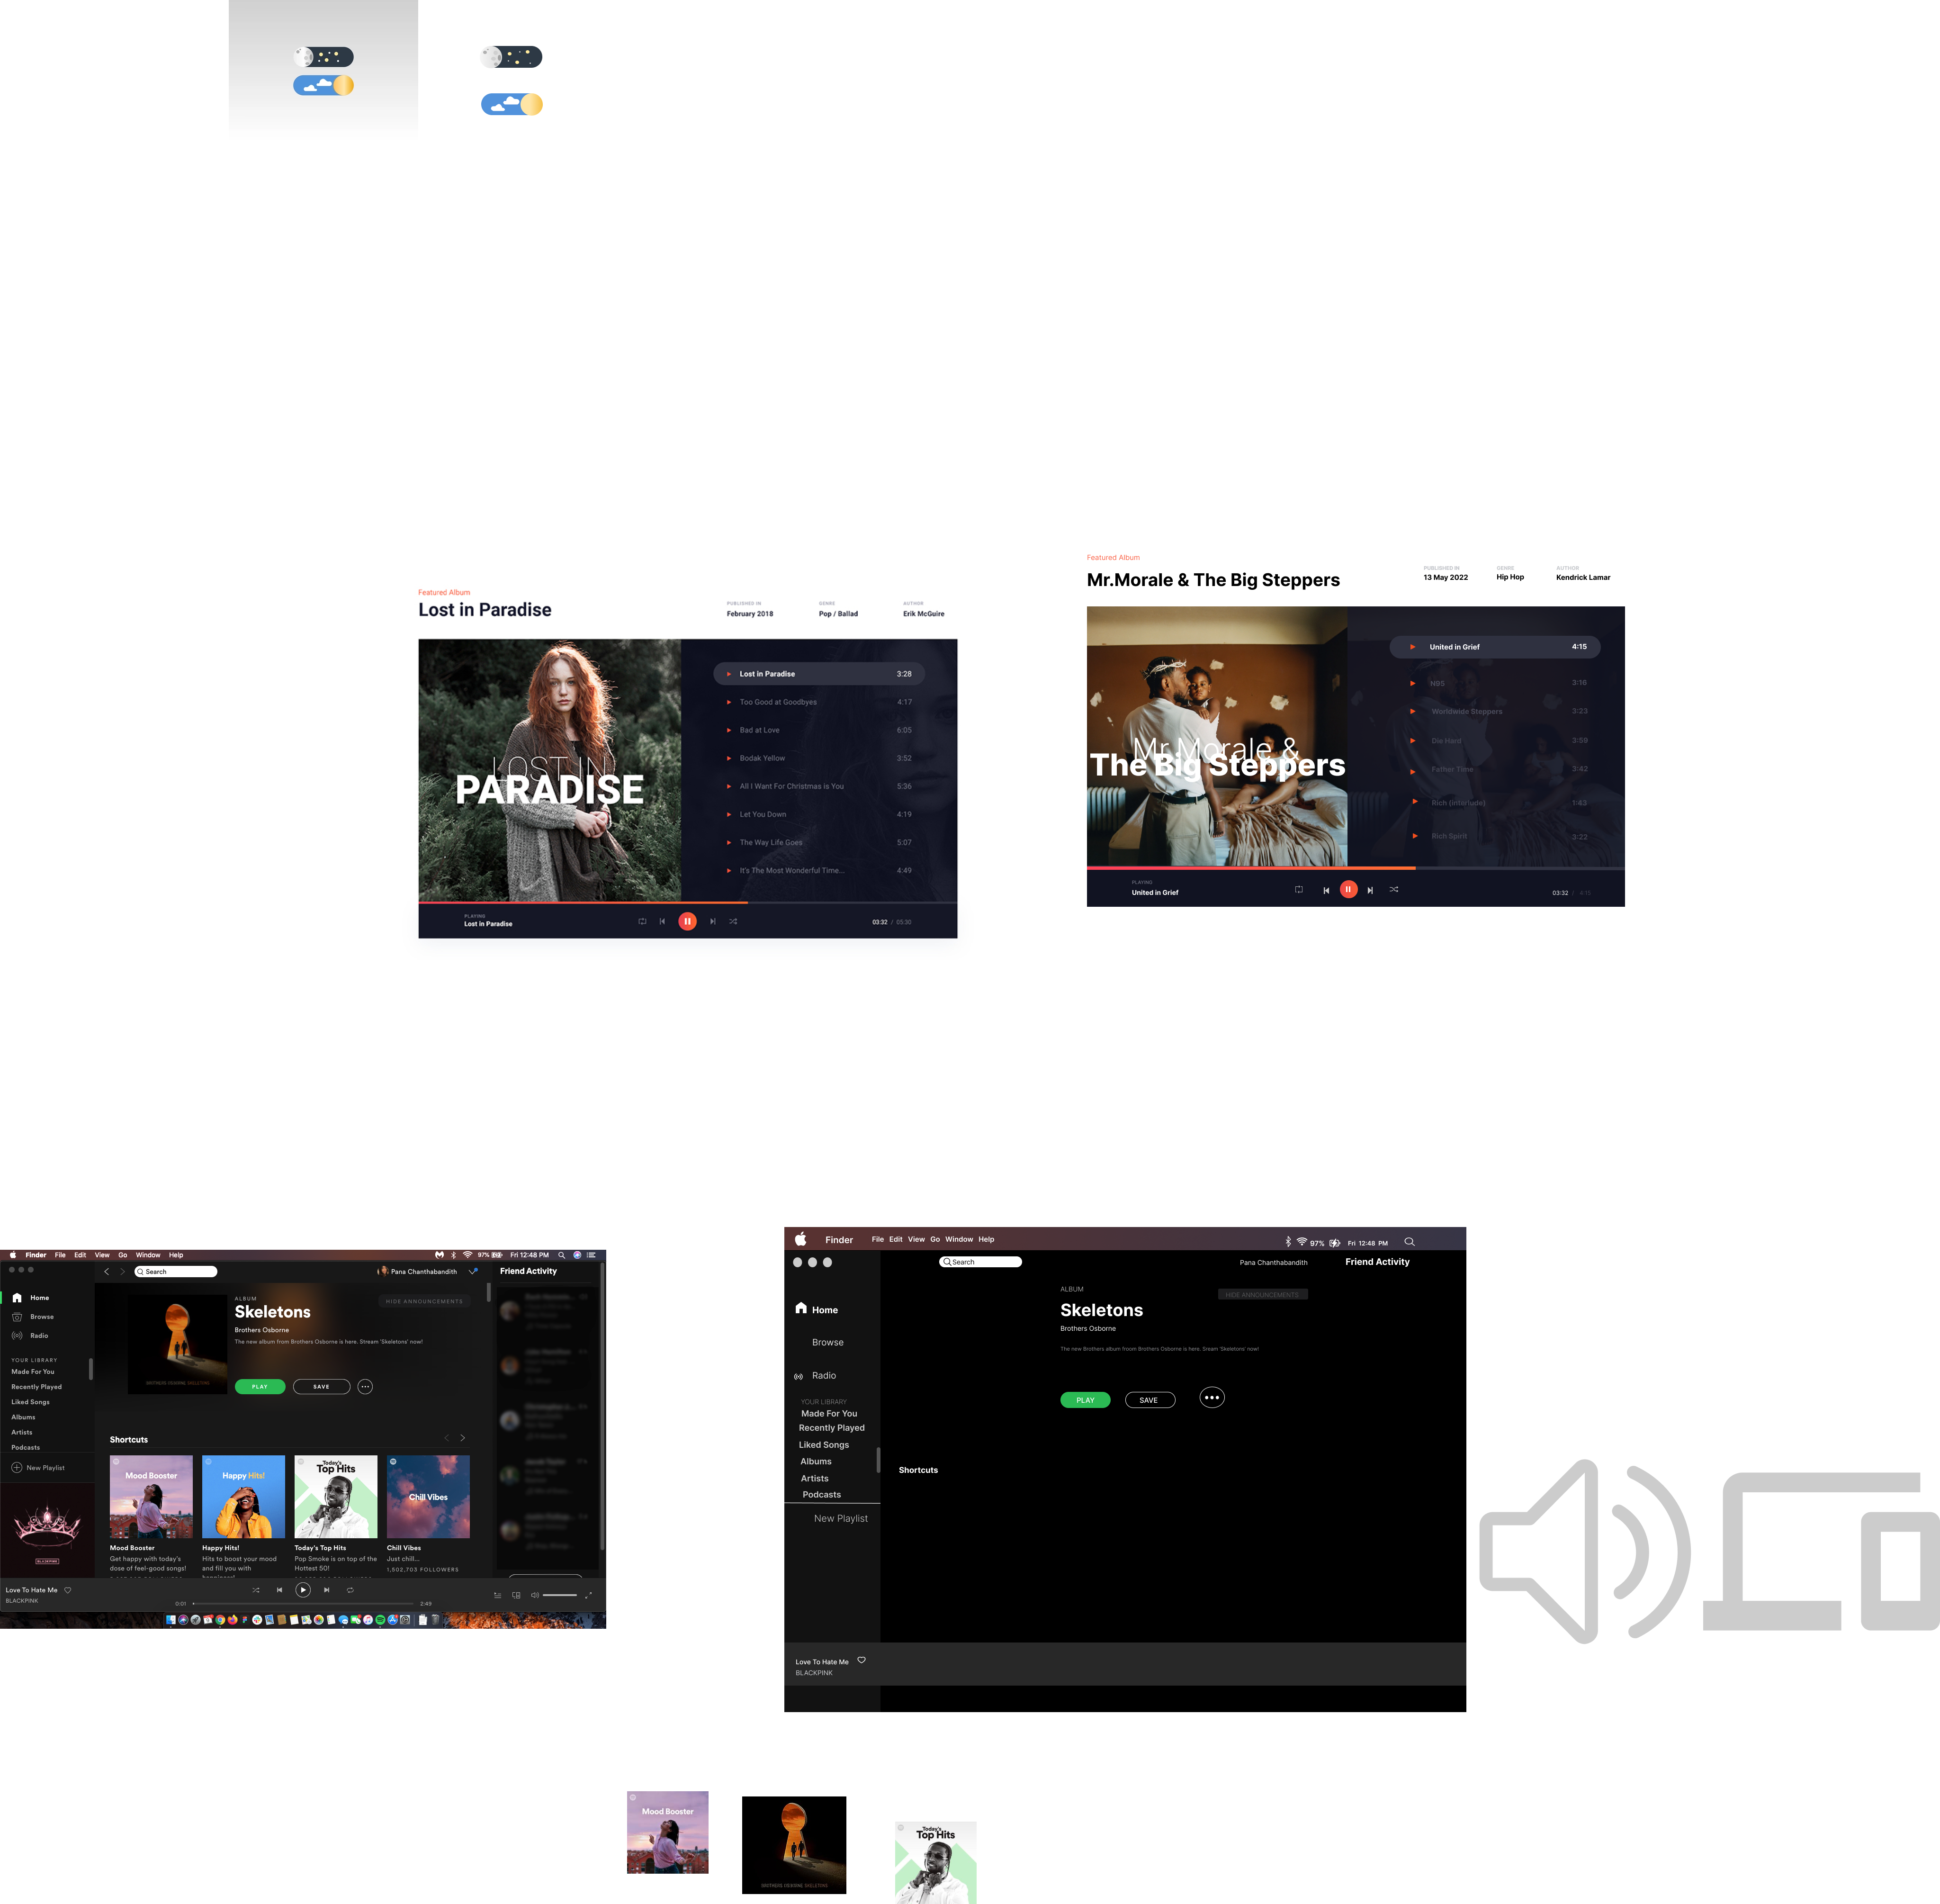 Featured Album
Lost in Paradise
PUBLISHED IN
February 2018
GENRE
Pop / Ballad
AUTHOR
Erik McGuire
LOST IN
PARADISE
Lost in Paradise 3:28
Too Good at Goodbyes 4:17
Bad at Love 6:05
Bodak Yellow 3:52
All I Want For Christmas is You 5:36
Let You Down 4:19
The Way Life Goes 5:07
It's The Most Wonderful Time... 4:49
PLAYING
Lost in Paradise
03:32 / 05:30
Featured Album
Mr.Morale & The Big Steppers
PUBLISHED IN
13 May 2022
GENRE
Hip Hop
AUTHOR
Kendrick Lamar
Mr.Morale &
The Big Steppers
United in Grief 4:15
N95 3:16
Worldwide Steppers 3:23
Die Hard 3:59
Father Time 3:42
Rich (Interlude) 1:43
Rich Spirit 3:22
PLAYING
United in Grief
03:32 / 4:15
Finder File Edit View Go Window Help
97% Fri 12:48 PM
Search
Pana Chanthabandith
Friend Activity
Home
Browse
Radio
YOUR LIBRARY
Made For You
Recently Played
Liked Songs
Albums
Artists
Podcasts
New Playlist
BLACKPINK
ALBUM
Skeletons
HIDE ANNOUNCEMENTS
Brothers Osborne
The new album from Brothers Osborne is here. Stream 'Skeletons' now!
BROTHERS OSBORNE SKELETONS
PLAY
SAVE
Shortcuts
Mood Booster
Happy Hits!
Today's
Top Hits
Chill Vibes
Mood Booster
Get happy with today's
dose of feel-good songs!
Happy Hits!
Hits to boost your mood
and fill you with
Today's Top Hits
Pop Smoke is on top of the
Hottest 50!
Chill Vibes
Just chill...
1,502,703 FOLLOWERS
Love To Hate Me
BLACKPINK
0:01
2:49
Finder File Edit View Go Window Help
97% Fri 12:48 PM
Search
Pana Chanthabandith
Friend Activity
Home
Browse
Radio
YOUR LIBRARY
Made For You
Recently Played
Liked Songs
Albums
Artists
Podcasts
New Playlist
ALBUM
Skeletons
HIDE ANNOUNCEMENTS
Brothers Osborne
The new Brothers album froom Brothers Osborne is here. Sream 'Skeletons' now!
PLAY
SAVE
Shortcuts
Love To Hate Me
BLACKPINK
Mood Booster
BROTHERS OSBORNE SKELETONS
Today's
Top Hits